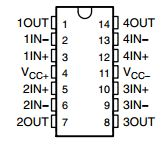 1OUT 1 14 4OUT
1IN− 2 13 4IN−
1IN+ 3 12 4IN+
VCC+ 4 11 VCC−
2IN+ 5 10 3IN+
2IN− 6 9 3IN−
2OUT 7 8 3OUT